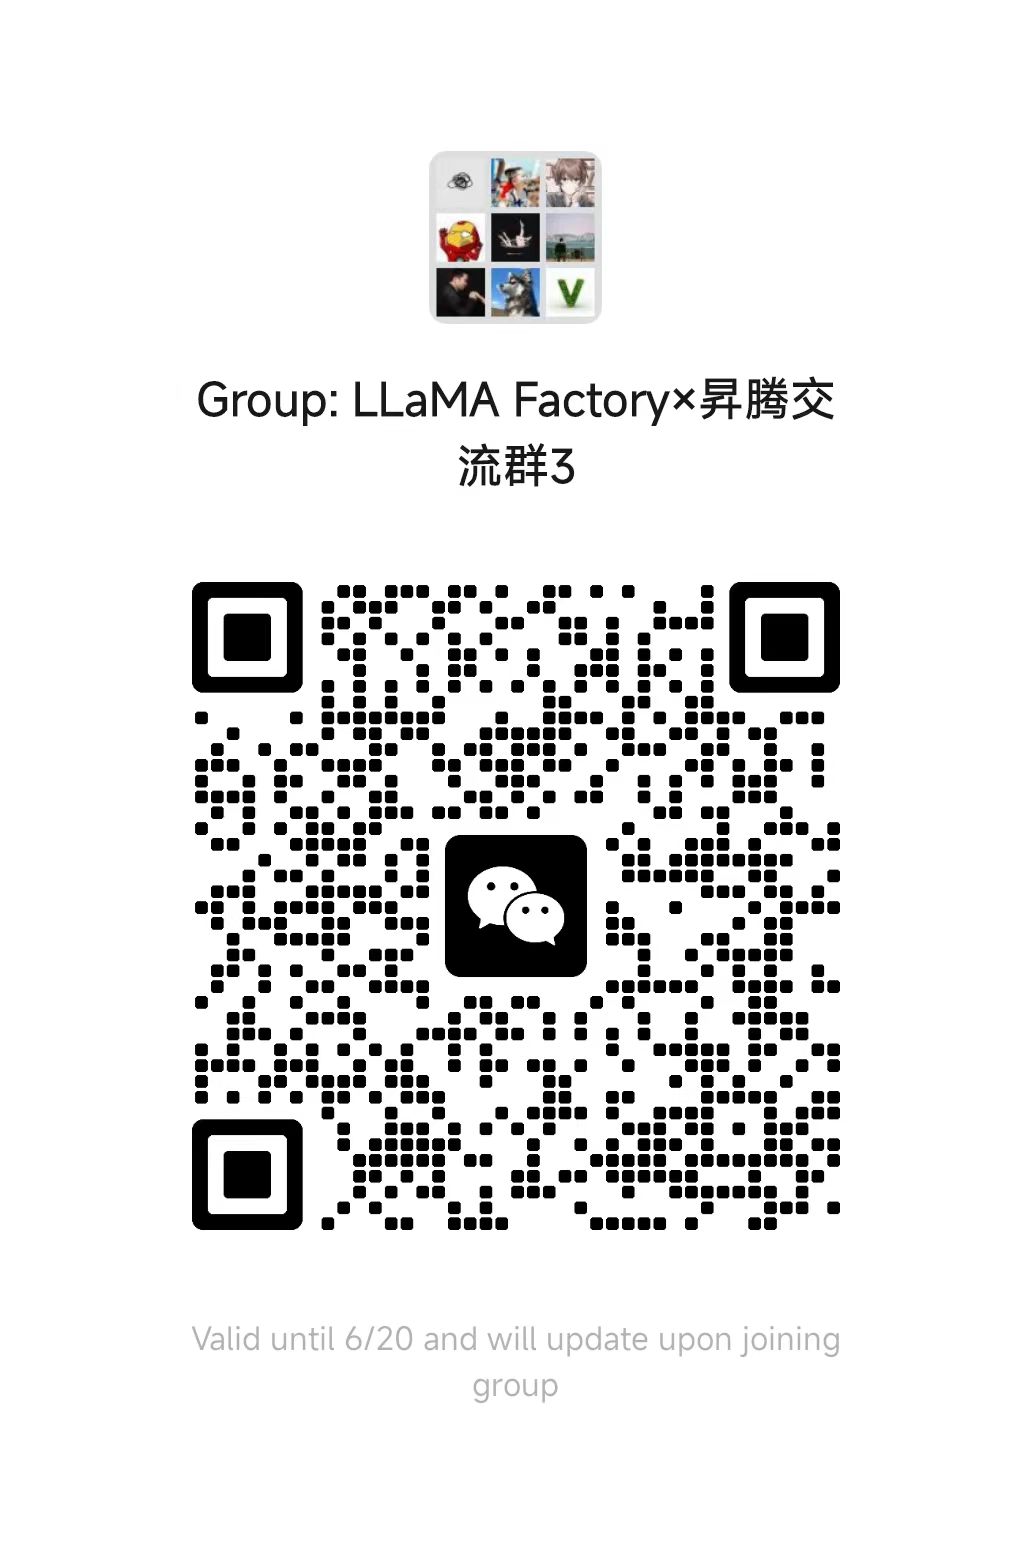 Group: LLaMA Factory×昇腾交
流群3
V
Valid until 6/20 and will update upon joining
group